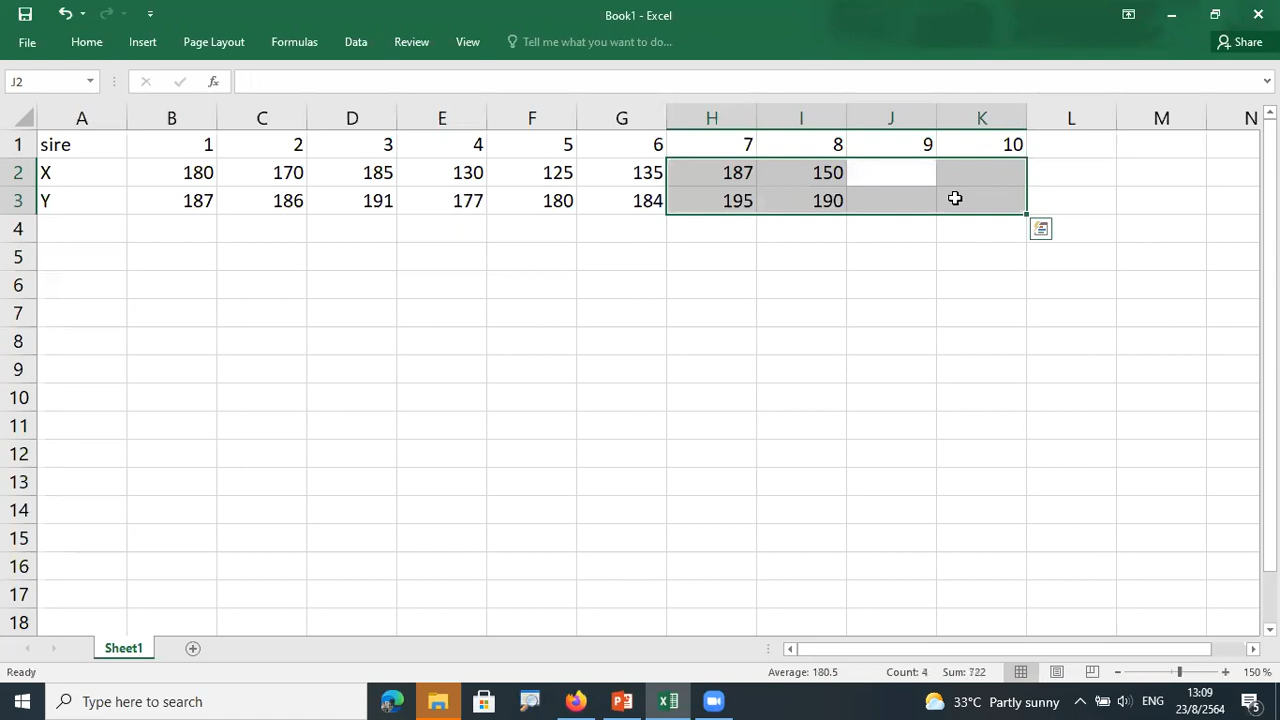 Book1 - Excel
File Home Insert Page Layout Formulas Data Review View Tell me what you want to do... Share
J2 fx
A B C D E F G H I J K L M N
1 sire 1 2 3 4 5 6 7 8 9 10
2 X 180 170 185 130 125 135 187 150
3 Y 187 186 191 177 180 184 195 190
4
5
6
7
8
9
10
11
12
13
14
15
16
17
18
Sheet1
Ready Average: 180.5 Count: 4 Sum: 722 150 %
Type here to search 33°C Partly sunny ENG 13:09
23/8/2564 5